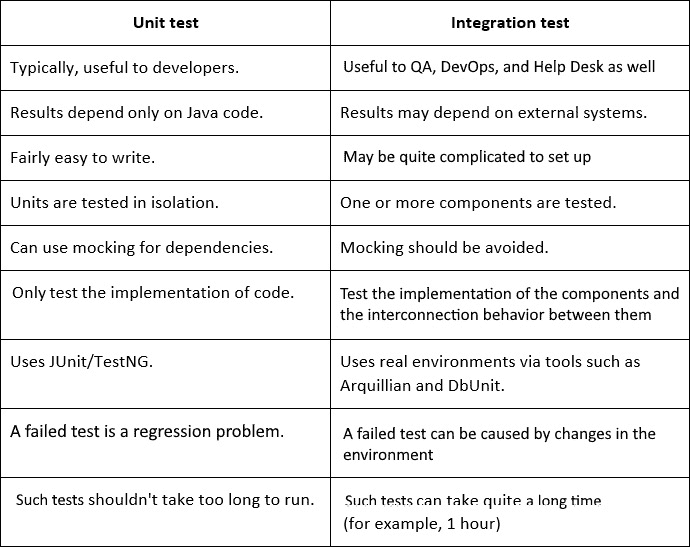 Unit test
Integration test
Typically, useful to developers.
Useful to QA, DevOps, and Help Desk as well
Results depend only on Java code.
Results may depend on external systems.
Fairly easy to write.
May be quite complicated to set up
Units are tested in isolation.
One or more components are tested.
Can use mocking for dependencies.
Mocking should be avoided.
Only test the implementation of code.
Test the implementation of the components and
the interconnection behavior between them
Uses JUnit/TestNG.
Uses real environments via tools such as
Arquillian and DbUnit.
A failed test is a regression problem.
A failed test can be caused by changes in the
environment
Such tests shouldn't take too long to run.
Such tests can take quite a long time
(for example, 1 hour)